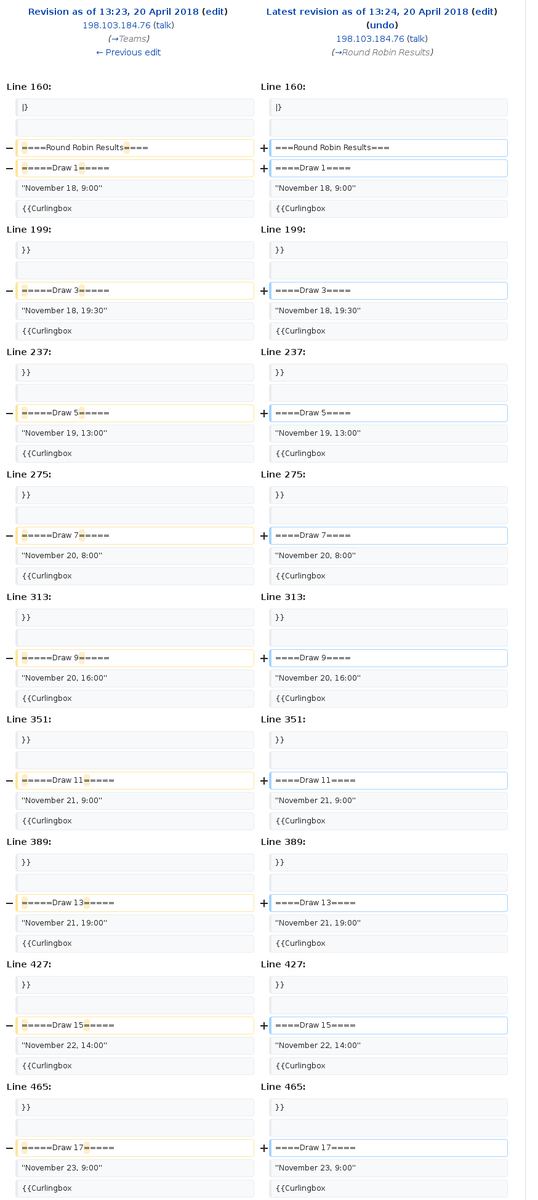 Revision as of 13:23, 20 April 2018 (edit) Latest revision as of 13:24, 20 April 2018 (edit)
(undo)
198.103.184.76 (talk)
(→Teams)
← Previous edit
198.103.184.76 (talk)
(→Round Robin Results)
Line 160: Line 160:
|} |}
− ====Round Robin Results==== + ===Round Robin Results===
− =====Draw 1===== + ====Draw 1====
"November 18, 9:00" "November 18, 9:00"
{{Curlingbox {{Curlingbox
Line 199: Line 199:
}} }}
− =====Draw 3===== + ====Draw 3====
"November 18, 19:30" "November 18, 19:30"
{{Curlingbox {{Curlingbox
Line 237: Line 237:
}} }}
− =====Draw 5===== + ====Draw 5====
"November 19, 13:00" "November 19, 13:00"
{{Curlingbox {{Curlingbox
Line 275: Line 275:
}} }}
− =====Draw 7===== + ====Draw 7====
"November 20, 8:00" "November 20, 8:00"
{{Curlingbox {{Curlingbox
Line 313: Line 313:
}} }}
− =====Draw 9===== + ====Draw 9====
"November 20, 16:00" "November 20, 16:00"
{{Curlingbox {{Curlingbox
Line 351: Line 351:
}} }}
− =====Draw 11===== + ====Draw 11====
"November 21, 9:00" "November 21, 9:00"
{{Curlingbox {{Curlingbox
Line 389: Line 389:
}} }}
− =====Draw 13===== + ====Draw 13====
"November 21, 19:00" "November 21, 19:00"
{{Curlingbox {{Curlingbox
Line 427: Line 427:
}} }}
− =====Draw 15===== + ====Draw 15====
"November 22, 14:00" "November 22, 14:00"
{{Curlingbox {{Curlingbox
Line 465: Line 465:
}} }}
− =====Draw 17===== + ====Draw 17====
"November 23, 9:00" "November 23, 9:00"
{{Curlingbox {{Curlingbox